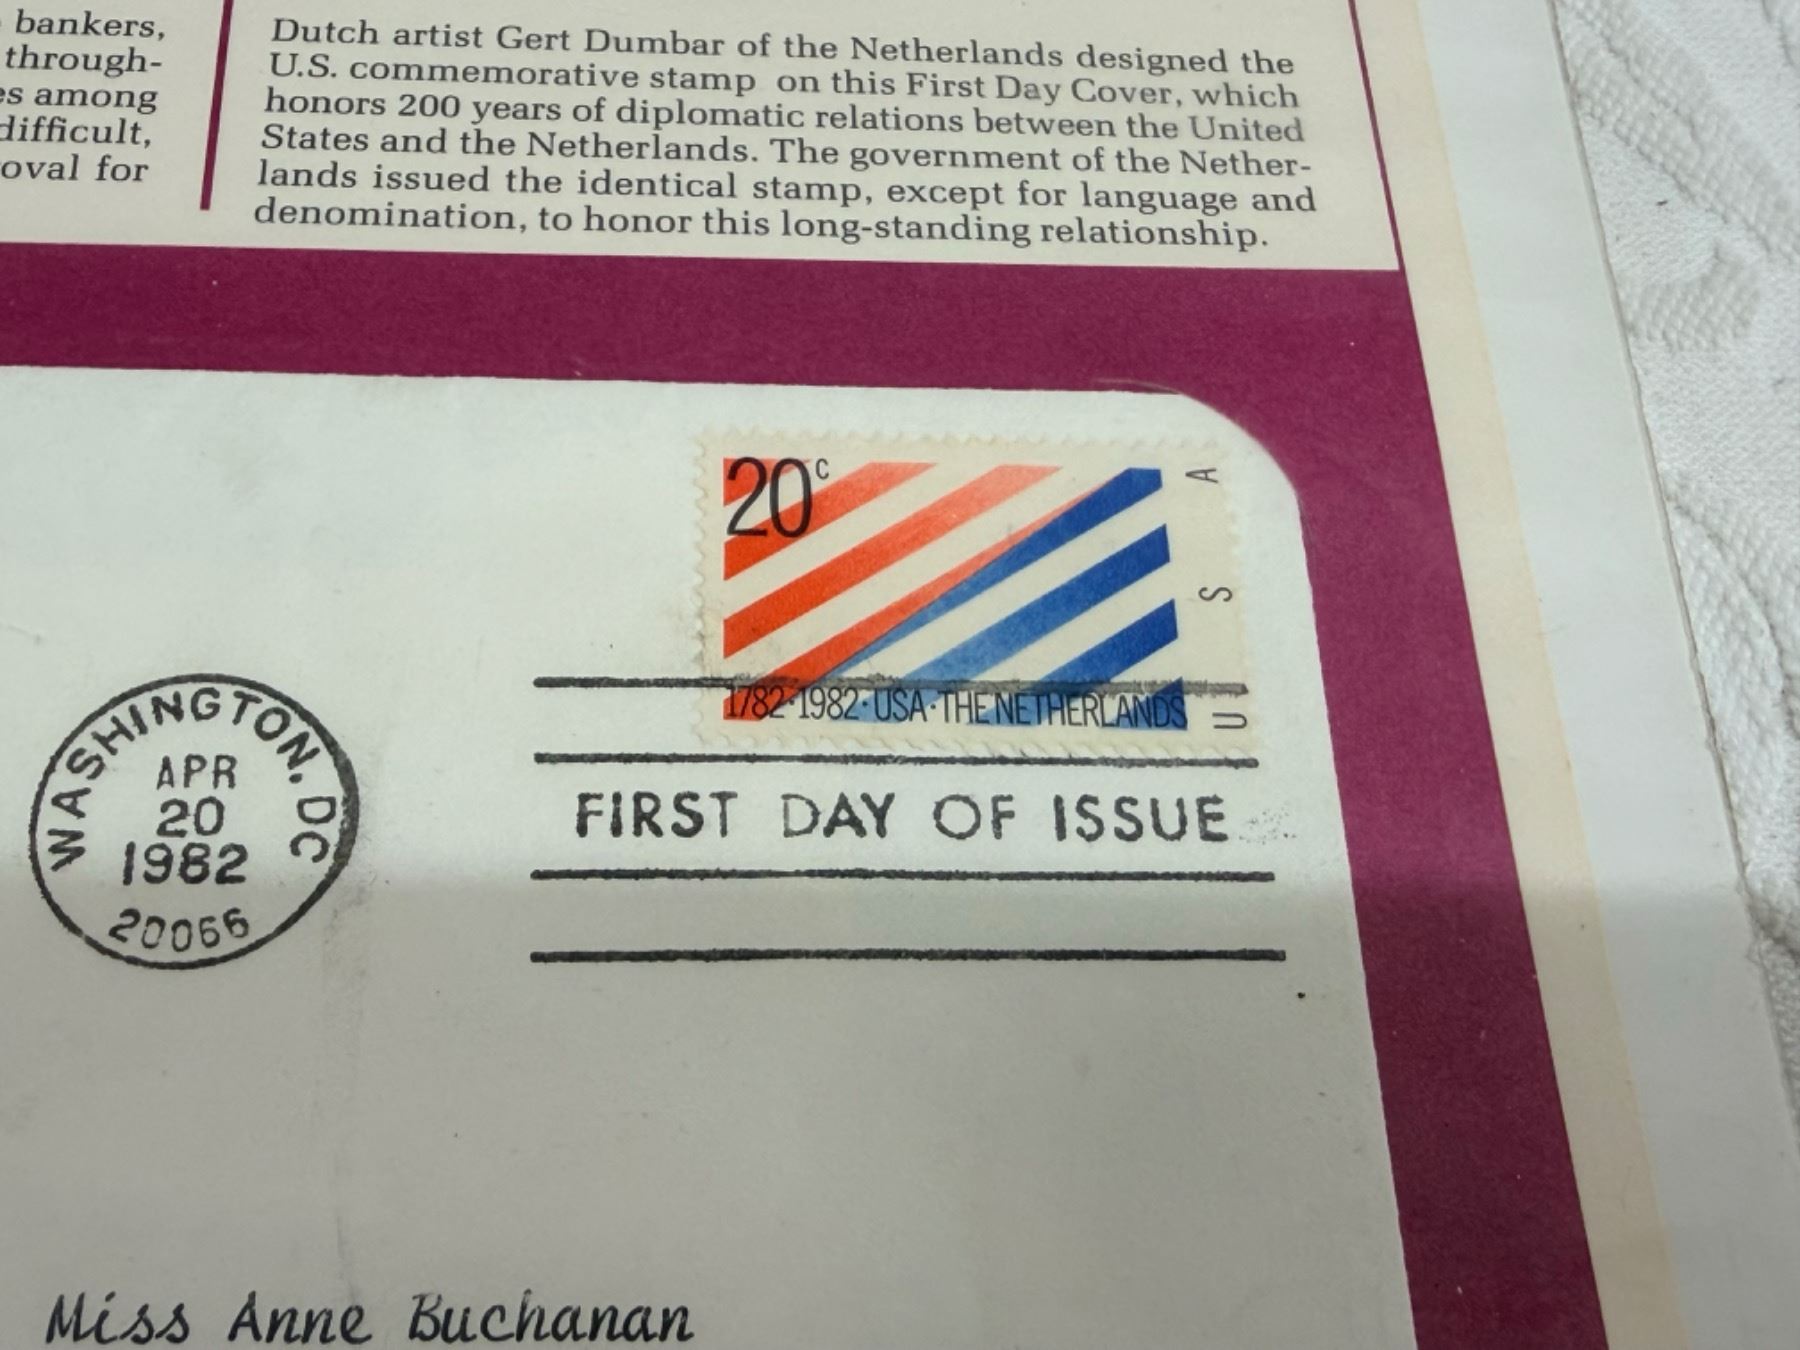 bankers,
through-
es among
difficult,
oval for
Dutch artist Gert Dumbar of the Netherlands designed the
U.S. commemorative stamp on this First Day Cover, which
honors 200 years of diplomatic relations between the United
States and the Netherlands. The government of the Nether-
lands issued the identical stamp, except for language and
denomination, to honor this long-standing relationship.
20c
USA
1782·1982·USA·THE NETHERLANDS
WASHINGTON, DC
APR
20
1982
20066
FIRST DAY OF ISSUE
Miss Anne Buchanan